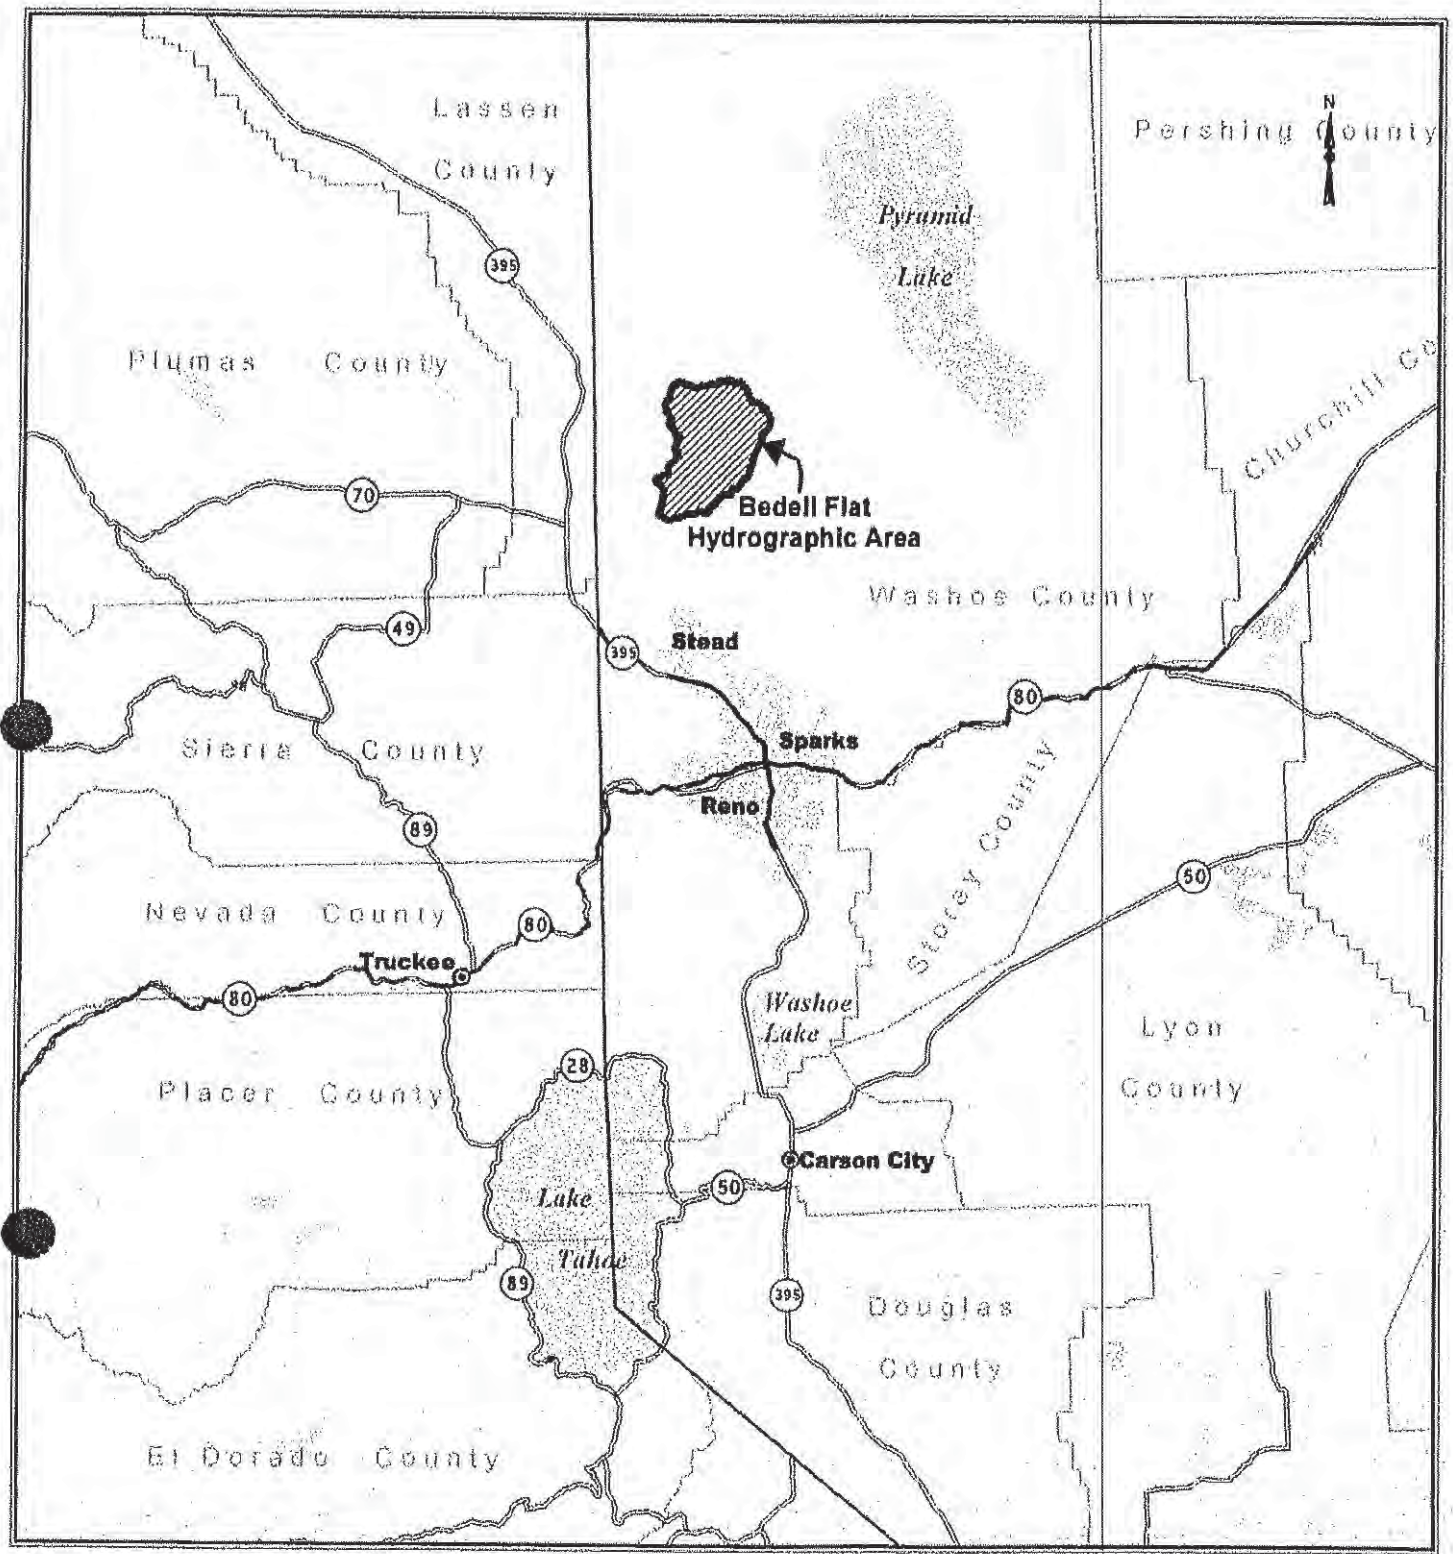 Lassen
County
N
Pershing County
Pyramid
Lake
395
Plumas County
Churchill Co
70
Bedell Flat
Hydrographic Area
Washoe County
49
395
Stead
80
Sierra County
Sparks
Reno
Storey County
89
50
Nevada County
80
Truckee
80
Washoe
Lake
Lyon
County
28
Placer County
Carson City
50
Lake
Tahoe
89
395
Douglas
County
El Dorado County